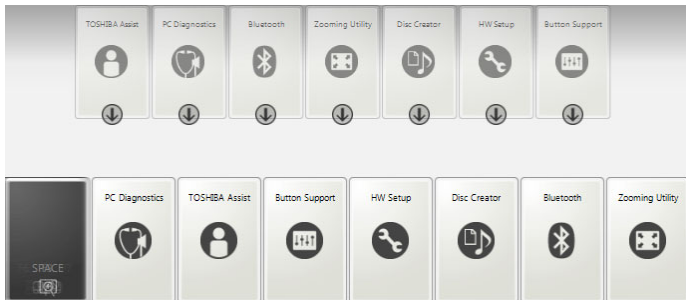 TOSHIBA Assist
PC Diagnostics
Bluetooth
Zooming Utility
Disc Creator
HW Setup
Button Support
PC Diagnostics
TOSHIBA Assist
Button Support
HW Setup
Disc Creator
Bluetooth
Zooming Utility
SPACE